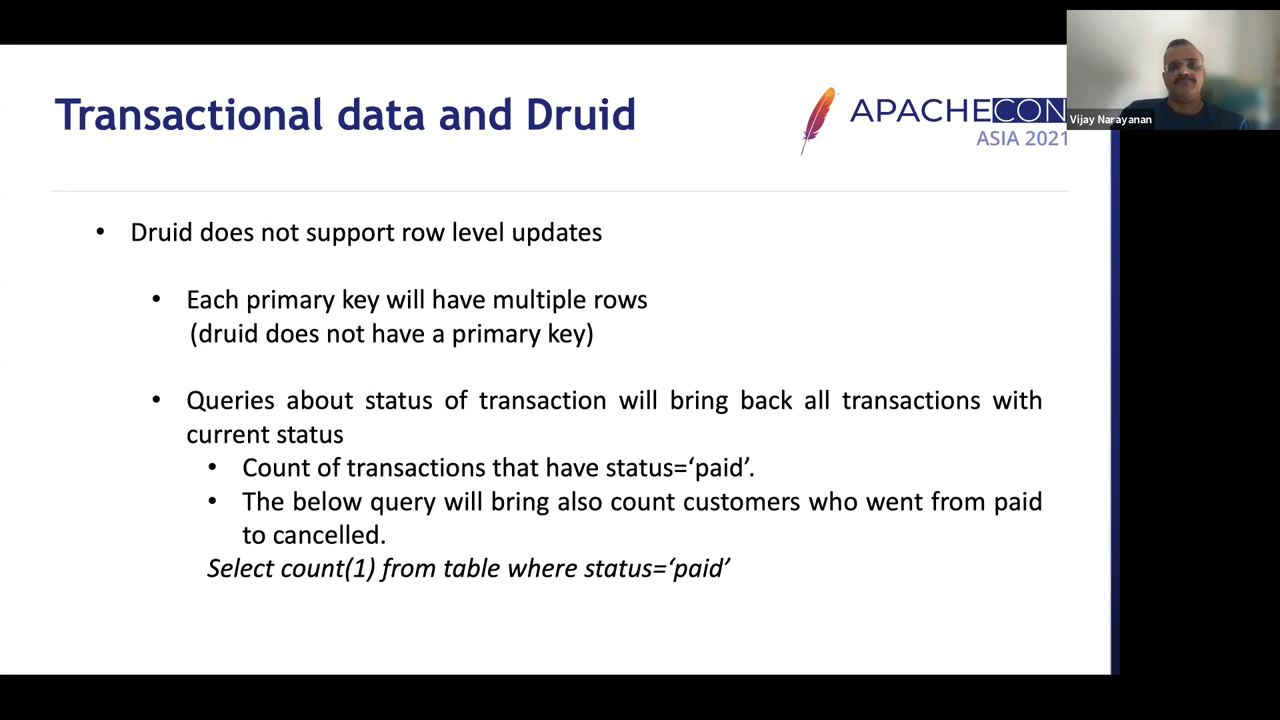 Transactional data and Druid
APACHECON
ASIA 2021
Vijay Narayanan
• Druid does not support row level updates
• Each primary key will have multiple rows
(druid does not have a primary key)
• Queries about status of transaction will bring back all transactions with
current status
• Count of transactions that have status=‘paid’.
• The below query will bring also count customers who went from paid
to cancelled.
Select count(1) from table where status=‘paid’